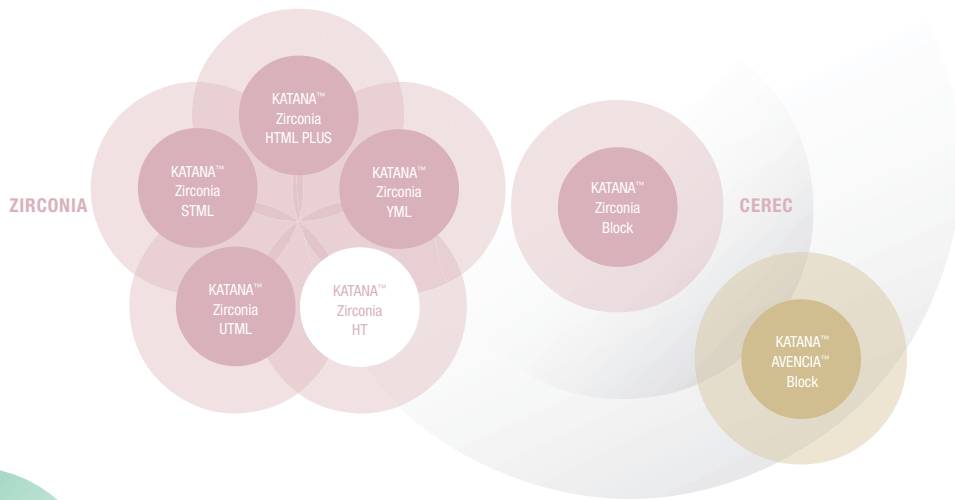 KATANA™
Zirconia
HTML PLUS
KATANA™
Zirconia
STML
KATANA™
Zirconia
YML
ZIRCONIA
KATANA™
Zirconia
UTML
KATANA™
Zirconia
HT
KATANA™
Zirconia
Block
CEREC
KATANA™
AVENCIA™
Block